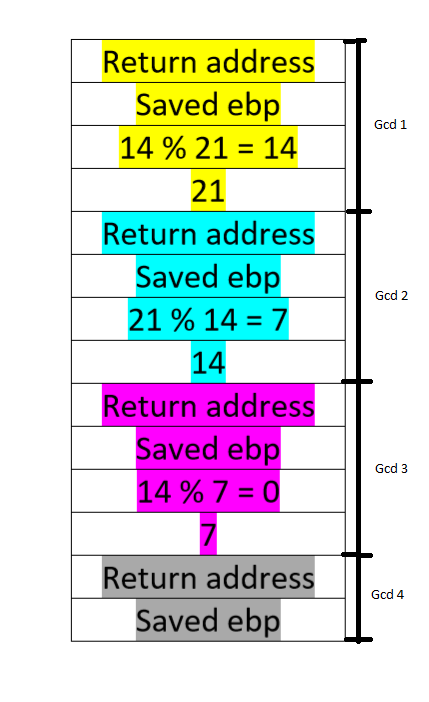 Return address
Saved ebp
14 % 21 = 14
21
Gcd 1
Return address
Saved ebp
21 % 14 = 7
14
Gcd 2
Return address
Saved ebp
14 % 7 = 0
7
Gcd 3
Return address
Saved ebp
Gcd 4